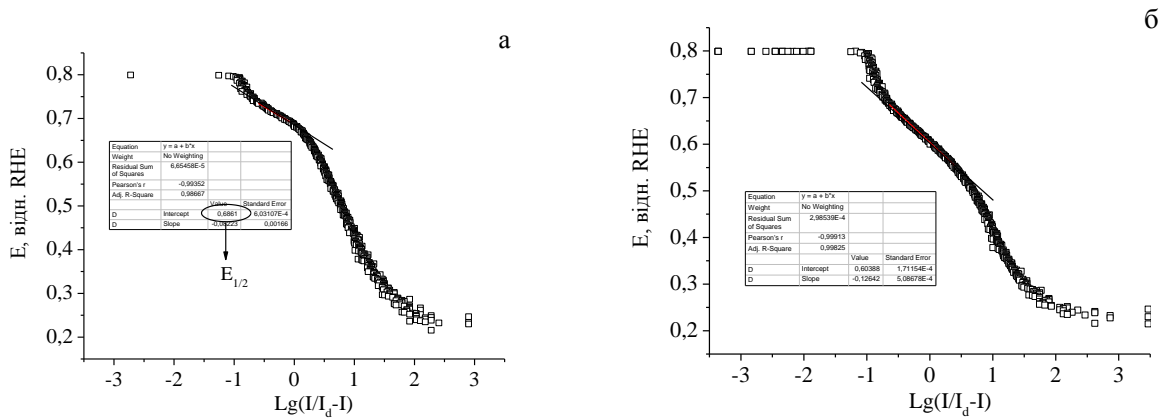 а
E, відн. RHE
0,8
0,7
0,6
0,5
0,4
0,3
0,2
Equation y = a + b*x
Weight No Weighting
Residual Sum of Squares 6,65458E-5
Pearson's r -0,99352
Adj. R-Square 0,98667
Value Standard Error
D Intercept 0,6861 6,03107E-4
D Slope -0,08223 0,00166
E1/2
-3 -2 -1 0 1 2 3
Lg(I/Id-I)
б
E, відн. RHE
0,8
0,7
0,6
0,5
0,4
0,3
0,2
Equation y = a + b*x
Weight No Weighting
Residual Sum of Squares 2,98539E-4
Pearson's r -0,99913
Adj. R-Square 0,99825
Value Standard Error
D Intercept 0,60388 1,71154E-4
D Slope -0,12642 5,08678E-4
-3 -2 -1 0 1 2 3
Lg(I/Id-I)